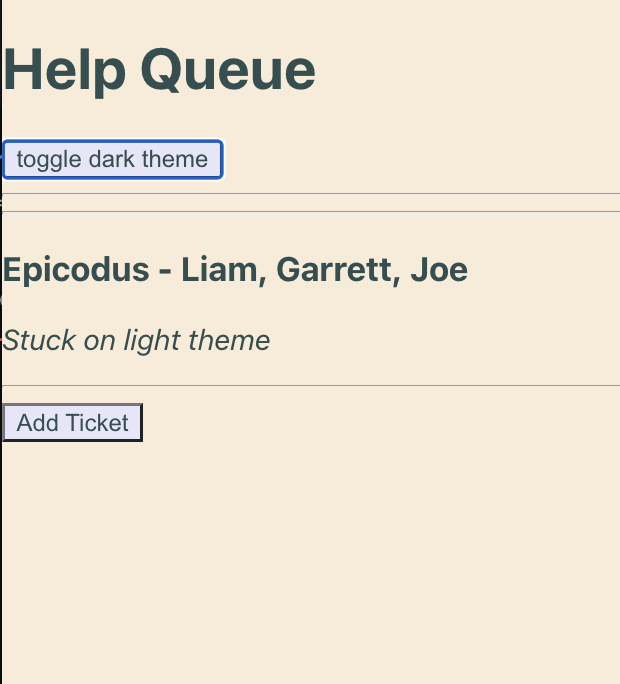 Help Queue
toggle dark theme
Epicodus - Liam, Garrett, Joe
Stuck on light theme
Add Ticket